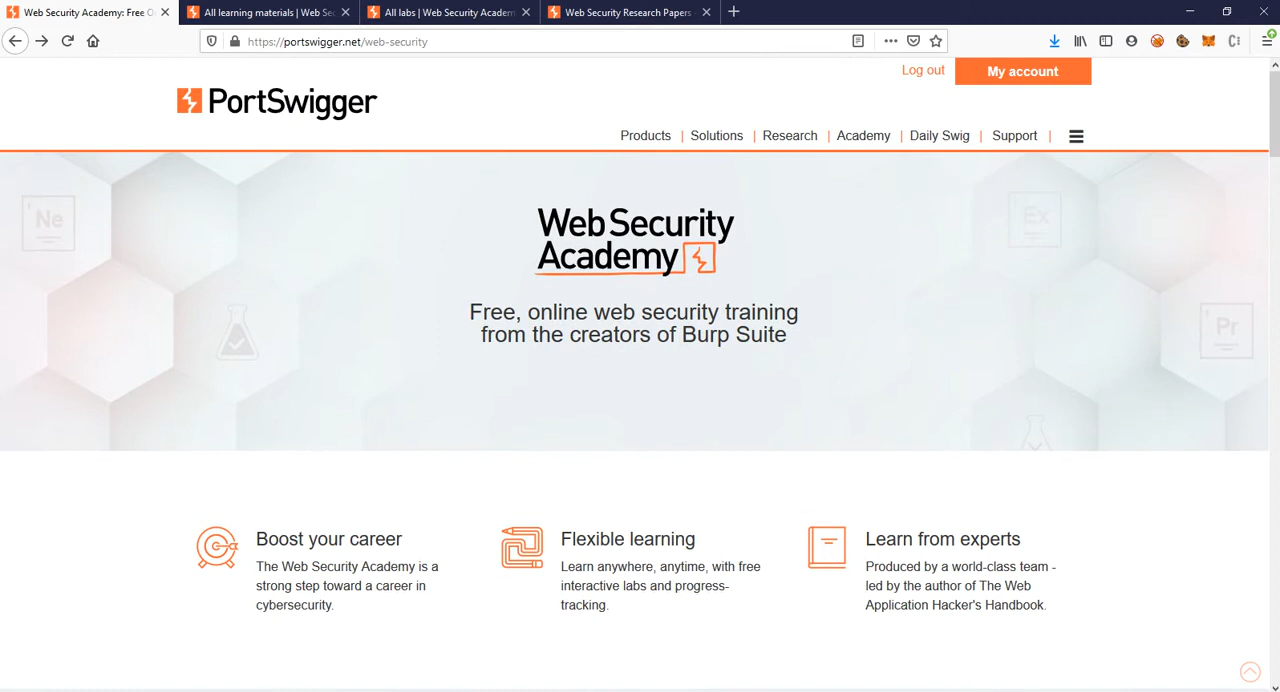 Web Security Academy: Free O
All learning materials | Web Sec
All labs | Web Security Academ
Web Security Research Papers -
https://portswigger.net/web-security
Log out
My account
PortSwigger
Products | Solutions | Research | Academy | Daily Swig | Support |
Ne
Ex
Pr
Web Security
Academy
Free, online web security training
from the creators of Burp Suite
Boost your career
The Web Security Academy is a
strong step toward a career in
cybersecurity.
Flexible learning
Learn anywhere, anytime, with free
interactive labs and progress-
tracking.
Learn from experts
Produced by a world-class team -
led by the author of The Web
Application Hacker's Handbook.